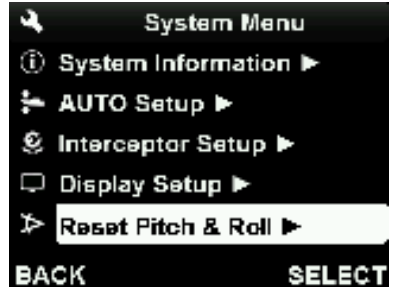 System Menu
System Information ▶
AUTO Setup ▶
Interceptor Setup ▶
Display Setup ▶
Reset Pitch & Roll ▶
BACK SELECT